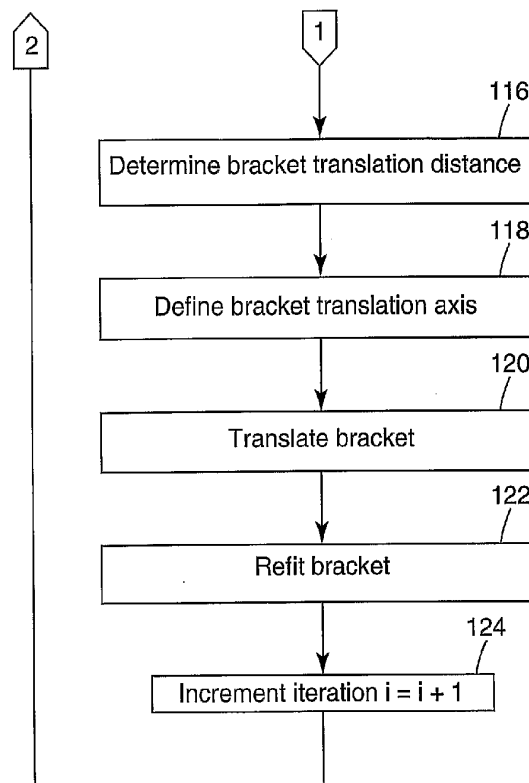 2
1
116
Determine bracket translation distance
118
Define bracket translation axis
120
Translate bracket
122
Refit bracket
124
Increment iteration i = i + 1